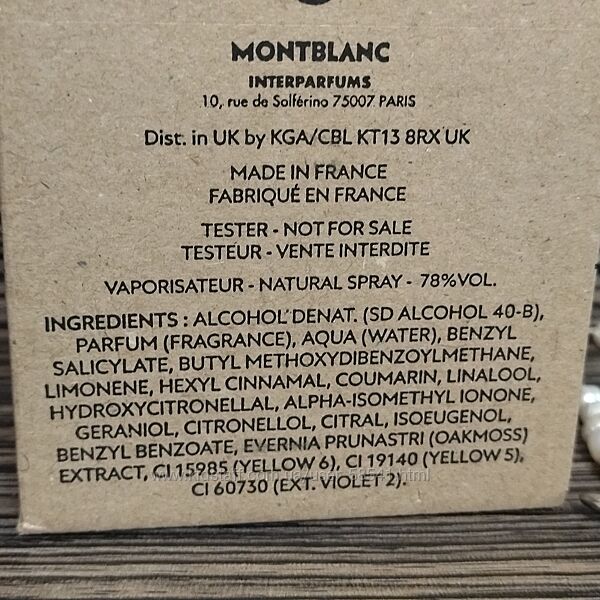 MONTBLANC
INTERPARFUMS
10, rue de Solférino 75007 PARIS
Dist. in UK by KGA/CBL KT13 8RX UK
MADE IN FRANCE
FABRIQUÉ EN FRANCE
TESTER - NOT FOR SALE
TESTEUR - VENTE INTERDITE
VAPORISATEUR - NATURAL SPRAY - 78%VOL.
INGREDIENTS : ALCOHOL DENAT. (SD ALCOHOL 40-B),
PARFUM (FRAGRANCE), AQUA (WATER), BENZYL
SALICYLATE, BUTYL METHOXYDIBENZOYLMETHANE,
LIMONENE, HEXYL CINNAMAL, COUMARIN, LINALOOL,
HYDROXYCITRONELLAL, ALPHA-ISOMETHYL IONONE,
GERANIOL, CITRONELLOL, CITRAL, ISOEUGENOL,
BENZYL BENZOATE, EVERNIA PRUNASTRI (OAKMOSS)
EXTRACT, CI 15985 (YELLOW 6), CI 19140 (YELLOW 5),
CI 60730 (EXT. VIOLET 2).